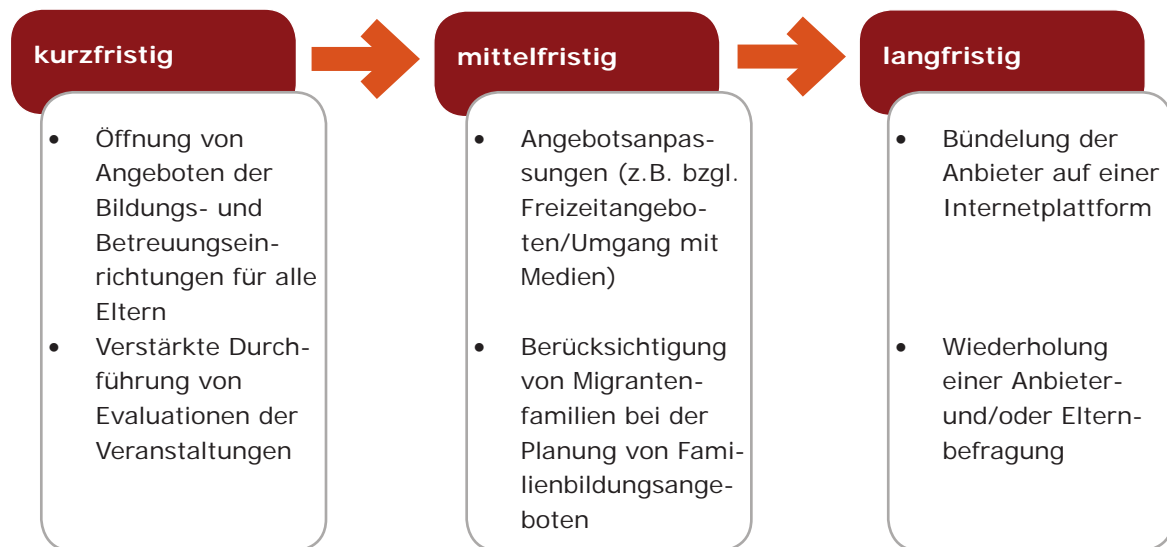 kurzfristig
• Öffnung von
Angeboten der
Bildungs- und
Betreuungsein-
richtungen für alle
Eltern
• Verstärkte Durch-
führung von
Evaluationen der
Veranstaltungen
mittelfristig
• Angebotsanpas-
sungen (z.B. bzgl.
Freizeitangebo-
ten/Umgang mit
Medien)
• Berücksichtigung
von Migranten-
familien bei der
Planung von Fami-
lienbildungsange-
boten
langfristig
• Bündelung der
Anbieter auf einer
Internetplattform
• Wiederholung
einer Anbieter-
und/oder Eltern-
befragung